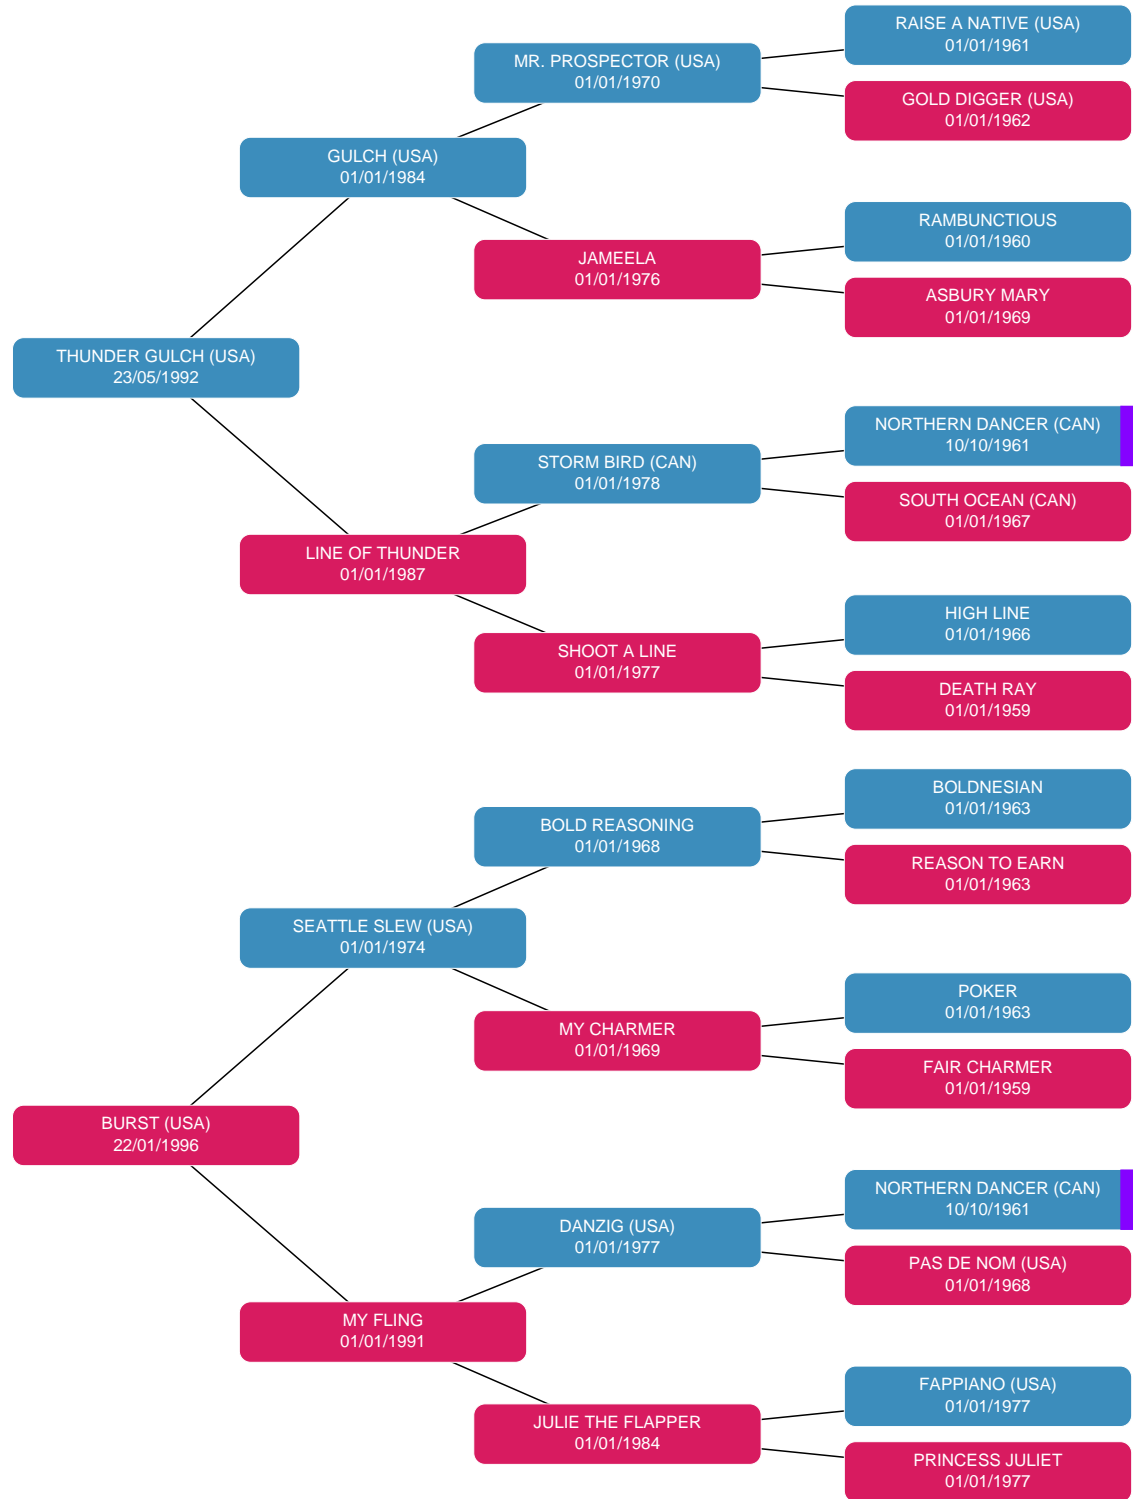 RAISE A NATIVE (USA)
01/01/1961
MR. PROSPECTOR (USA)
01/01/1970
GOLD DIGGER (USA)
01/01/1962
GULCH (USA)
01/01/1984
RAMBUNCTIOUS
01/01/1960
JAMEELA
01/01/1976
ASBURY MARY
01/01/1969
THUNDER GULCH (USA)
23/05/1992
NORTHERN DANCER (CAN)
10/10/1961
STORM BIRD (CAN)
01/01/1978
SOUTH OCEAN (CAN)
01/01/1967
LINE OF THUNDER
01/01/1987
HIGH LINE
01/01/1966
SHOOT A LINE
01/01/1977
DEATH RAY
01/01/1959
BOLDNESIAN
01/01/1963
BOLD REASONING
01/01/1968
REASON TO EARN
01/01/1963
SEATTLE SLEW (USA)
01/01/1974
POKER
01/01/1963
MY CHARMER
01/01/1969
FAIR CHARMER
01/01/1959
BURST (USA)
22/01/1996
NORTHERN DANCER (CAN)
10/10/1961
DANZIG (USA)
01/01/1977
PAS DE NOM (USA)
01/01/1968
MY FLING
01/01/1991
FAPPIANO (USA)
01/01/1977
JULIE THE FLAPPER
01/01/1984
PRINCESS JULIET
01/01/1977